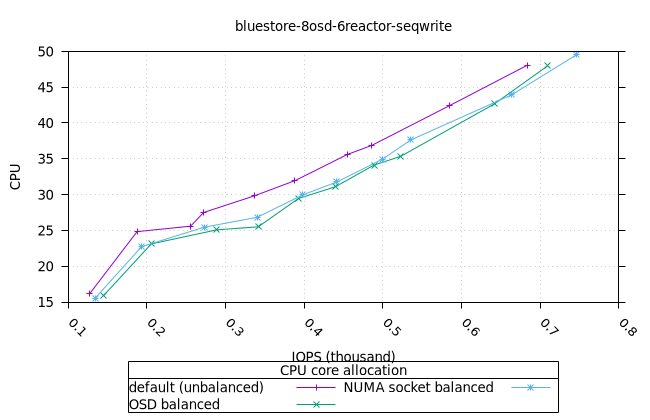 bluestore-8osd-6reactor-seqwrite
50
45
40
35
30
25
20
15
CPU
0.1
0.2
0.3
0.4
0.5
0.6
0.7
0.8
IOPS (thousand)
CPU core allocation
default (unbalanced) NUMA socket balanced
OSD balanced